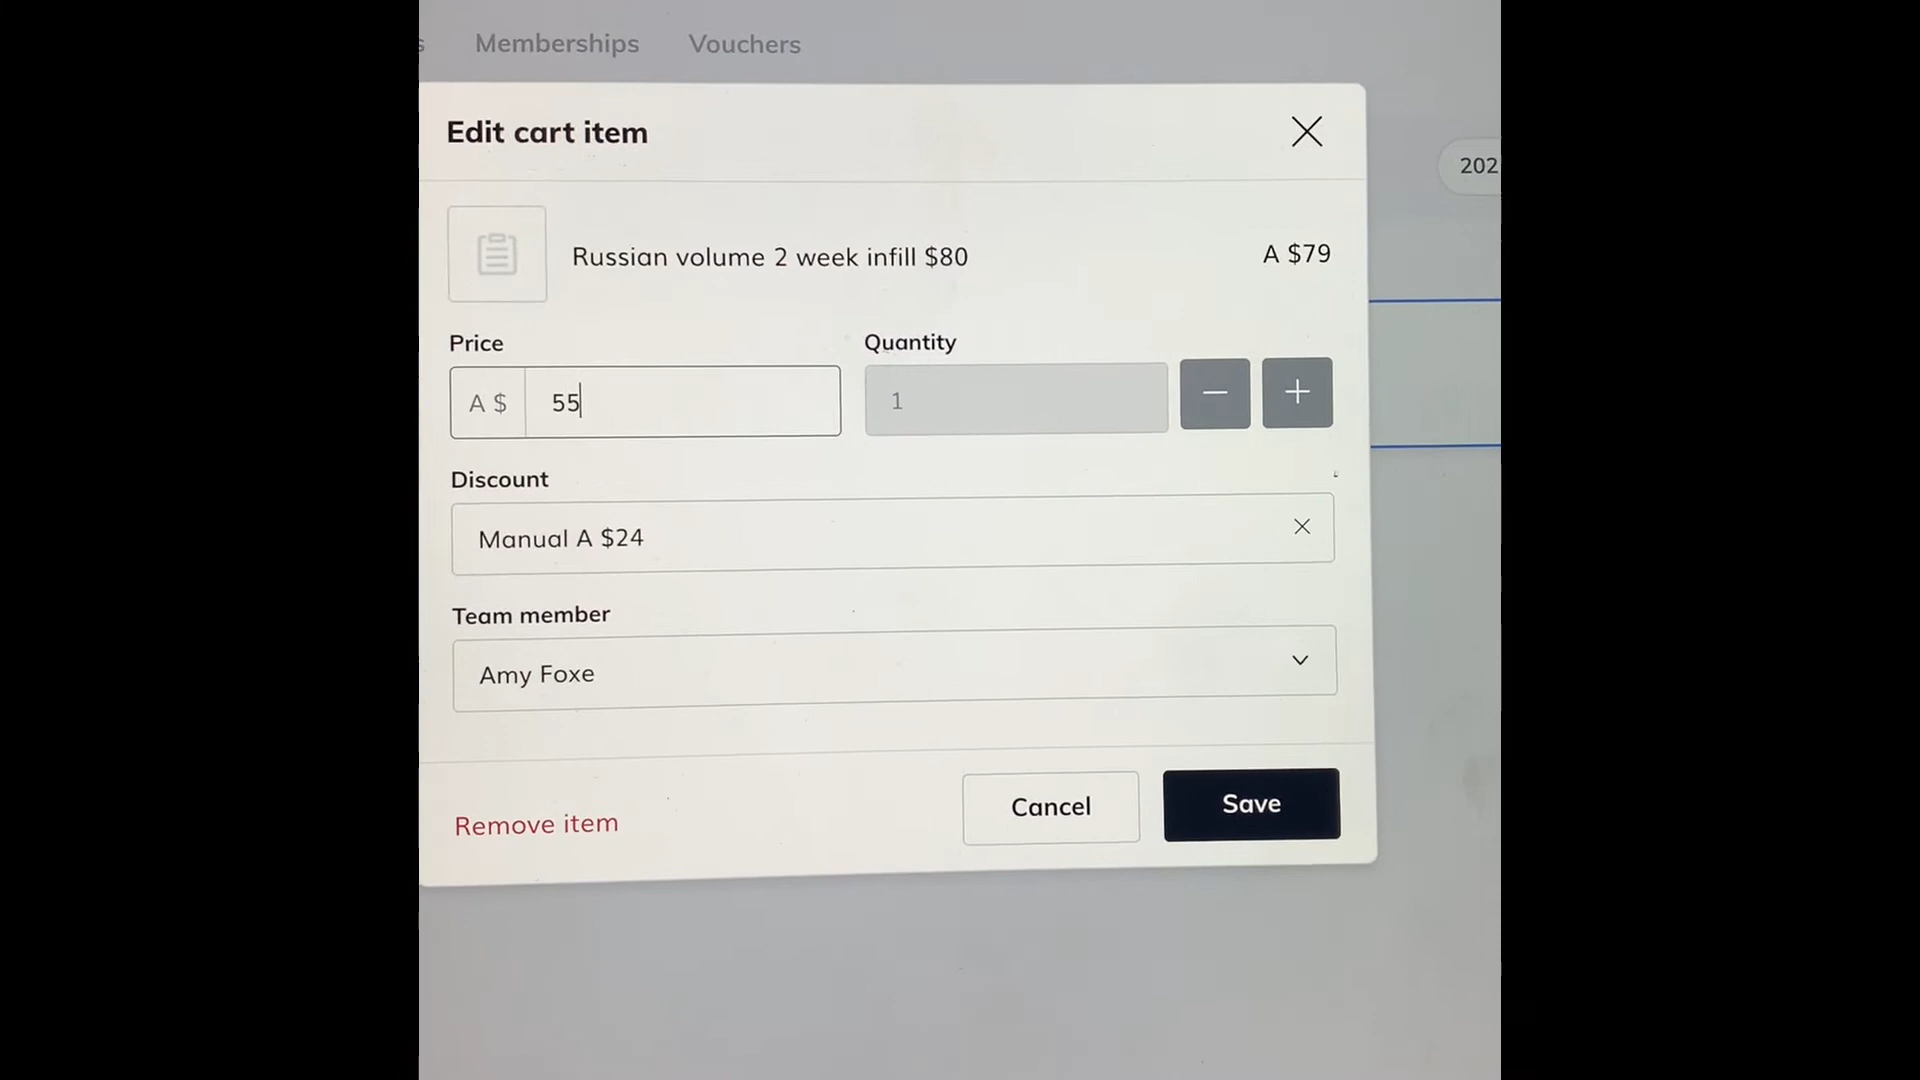 s Memberships Vouchers
Edit cart item
202
Russian volume 2 week infill $80 A $79
Price Quantity
A $ 55 1
Discount
Manual A $24
Team member
Amy Foxe
Remove item Cancel Save